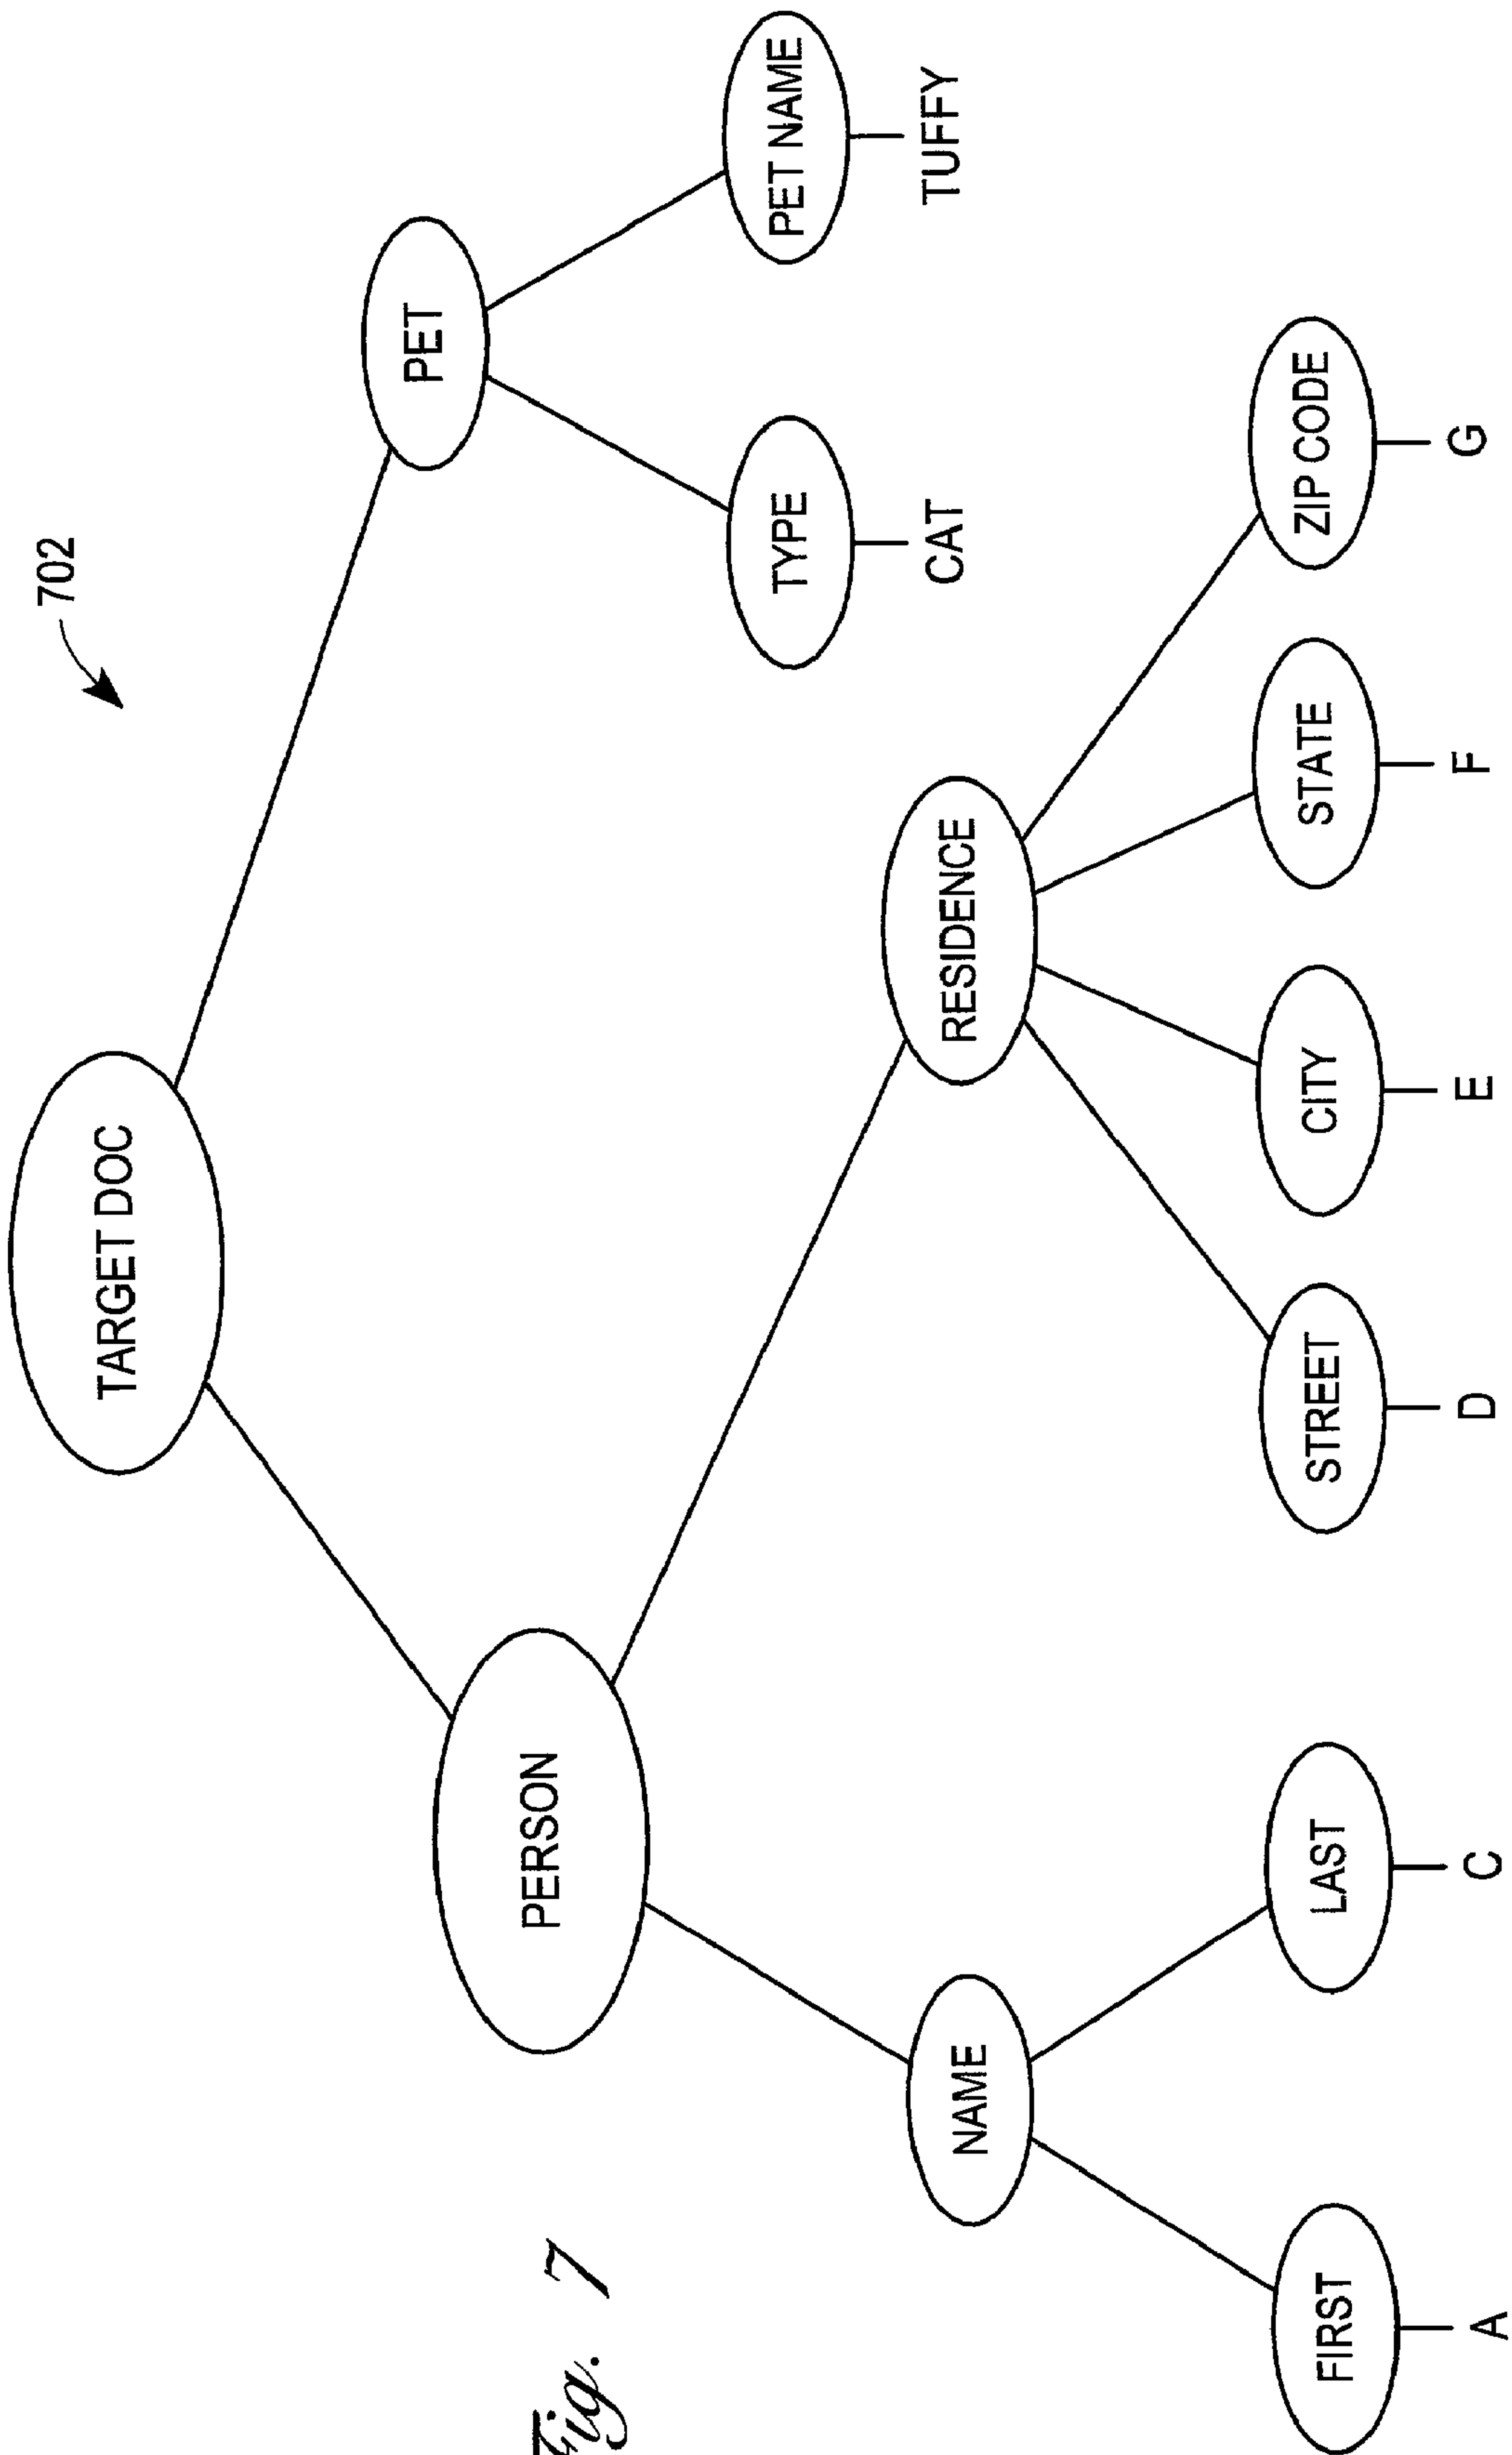 702
TARGET DOC
PET
PERSON
TYPE
PET NAME
CAT
TUFFY
NAME
RESIDENCE
FIRST
LAST
STREET
CITY
STATE
ZIP CODE
A
C
D
E
F
G
Fig. 7